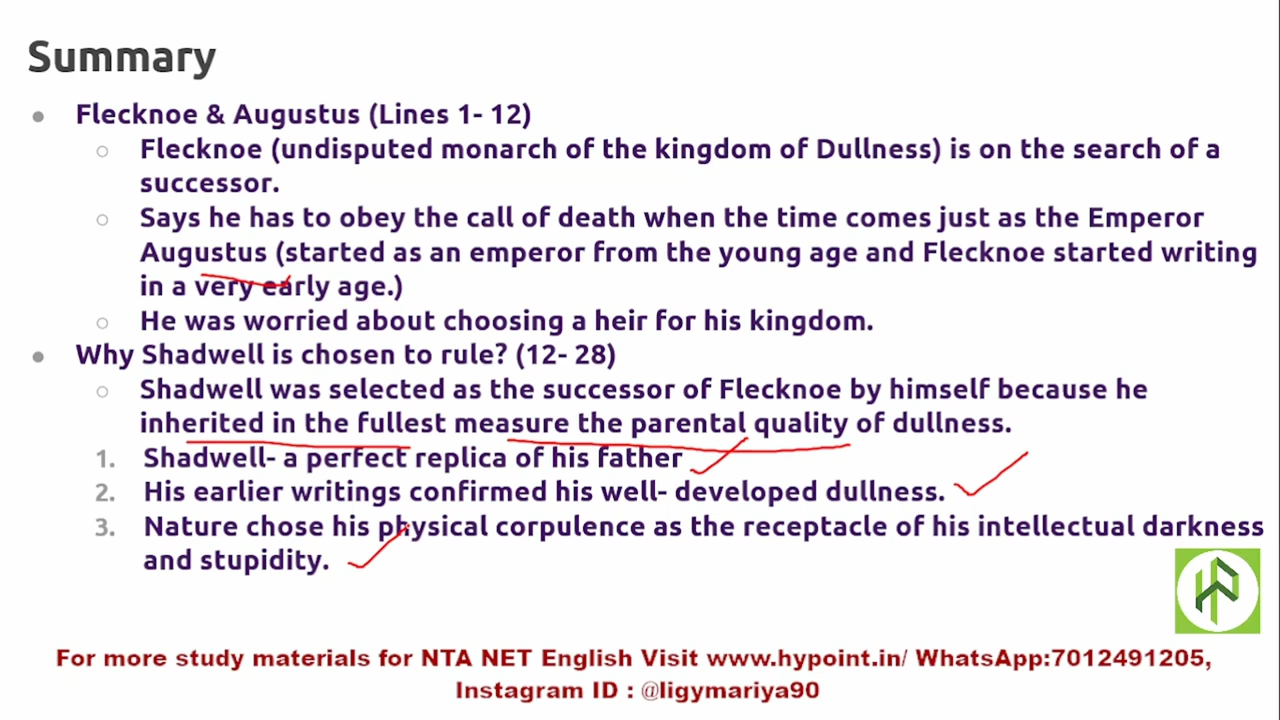 Summary
● Flecknoe & Augustus (Lines 1- 12)
○ Flecknoe (undisputed monarch of the kingdom of Dullness) is on the search of a
successor.
○ Says he has to obey the call of death when the time comes just as the Emperor
Augustus (started as an emperor from the young age and Flecknoe started writing
in a very early age.)
○ He was worried about choosing a heir for his kingdom.
● Why Shadwell is chosen to rule? (12- 28)
○ Shadwell was selected as the successor of Flecknoe by himself because he
inherited in the fullest measure the parental quality of dullness.
1. Shadwell- a perfect replica of his father
2. His earlier writings confirmed his well- developed dullness.
3. Nature chose his physical corpulence as the receptacle of his intellectual darkness
and stupidity.
For more study materials for NTA NET English Visit www.hypoint.in/ WhatsApp:7012491205,
Instagram ID : @ligymariya90